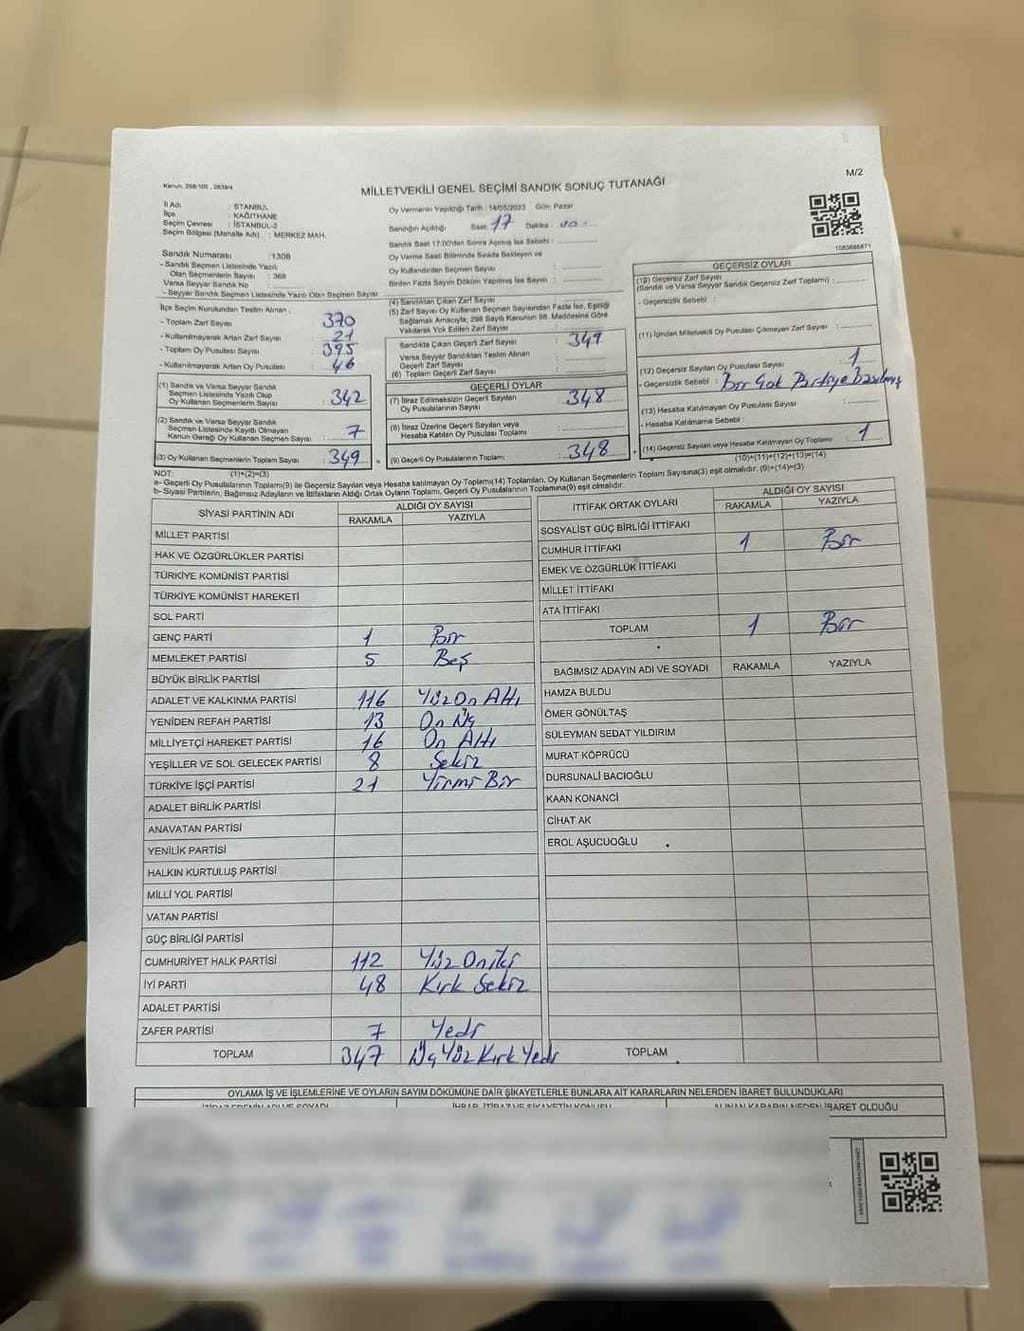 M/2
Kanun: 298/105 , 2839/4
MİLLETVEKİLİ GENEL SEÇİMİ SANDIK SONUÇ TUTANAĞI
İl Adı : İSTANBUL
İlçe : KAĞITHANE
Seçim Çevresi : İSTANBUL-2
Seçim Bölgesi (Mahalle Adı) : MERKEZ MAH.
Oy Vermenin Yapıldığı Tarih : 14/05/2023 Gün: Pazar
Sandığın Açıldığı Saat: 17 Dakika :
Sandık Saat 17.00'den Sonra Açılmış İse Sebebi :
Oy Verme Saati Bitiminde Sırada Bekleyen ve
Oy Kullandırılan Seçmen Sayısı :
Birden Fazla Sayım Döküm Yapılmış İse Sayısı :
Sandık Numarası : 1308
- Sandık Seçmen Listesinde Yazılı
Olan Seçmenlerin Sayısı : 368
Varsa Seyyar Sandık No :
- Seyyar Sandık Seçmen Listesinde Yazılı Olan Seçmen Sayısı
İlçe Seçim Kurulundan Teslim Alınan :
- Toplam Zarf Sayısı 370
- Kullanılmayarak Artan Zarf Sayısı 21
- Toplam Oy Pusulası Sayısı 395
- Kullanılmayarak Artan Oy Pusulası 46
(1) Sandık ve Varsa Seyyar Sandık
Seçmen Listesinde Yazılı Olup
Oy Kullanan Seçmenlerin Sayısı : 342
(2) Sandık ve Varsa Seyyar
Seçmen Listesinde Kayıtlı Olmayan
Kanun Gereği Oy Kullanan Seçmen Sayısı : 7
(3) Oy Kullanan Seçmenlerin Toplam Sayısı : 349
(1)+(2)=(3)
(4) Sandıktan Çıkan Zarf Sayısı
(5) Zarf Sayısı Oy Kullanan Seçmen Sayısından Fazla İse, Eşitliği
Sağlamak Amacıyla, 298 Sayılı Kanunun 98. Maddesine Göre
Yakılarak Yok Edilen Zarf Sayısı :
Sandıkta Çıkan Geçerli Zarf Sayısı : 349
Varsa Seyyar Sandıktan Teslim Alınan
Geçerli Zarf Sayısı :
(6) Toplam Geçerli Zarf Sayısı :
GEÇERLİ OYLAR
(7) İtiraz Edilmeksizin Geçerli Sayılan
Oy Pusulalarının Sayısı : 348
(8) İtiraz Üzerine Geçerli Sayılan veya
Hesaba Katılan Oy Pusulası Toplamı :
(9) Geçerli Oy Pusulalarının Toplamı : 348
1083665671
GEÇERSİZ OYLAR
(10) Geçersiz Zarf Sayısı
(Sandık ve Varsa Seyyar Sandık Geçersiz Zarf Toplamı) :
- Geçersizlik Sebebi :
(11) İçinden Milletvekili Oy Pusulası Çıkmayan Zarf Sayısı :
(12) Geçersiz Sayılan Oy Pusulası Sayısı : 1
- Geçersizlik Sebebi : Bir Çok Partiye Basılmış
(13) Hesaba Katılmayan Oy Pusulası Sayısı :
- Hesaba Katılmama Sebebi :
(14) Geçersiz Sayılan veya Hesaba Katılmayan Oy Toplamı : 1
(10)+(11)+(12)+(13)=(14)
NOT:
a- Geçerli Oy Pusulalarının Toplamı(9) ile Geçersiz Sayılan veya Hesaba katılmayan Oy Toplamı(14) Toplamları, Oy Kullanan Seçmenlerin Toplam Sayısına(3) eşit olmalıdır. (9)+(14)=(3)
b- Siyasi Partilerin, Bağımsız Adayların ve İttifakların Aldığı Ortak Oyların Toplamı, Geçerli Oy Pusulalarının Toplamına(9) eşit olmalıdır.
SİYASİ PARTİNİN ADI ALDIĞI OY SAYISI
RAKAMLA YAZIYLA
MİLLET PARTİSİ
HAK VE ÖZGÜRLÜKLER PARTİSİ
TÜRKİYE KOMÜNİST PARTİSİ
TÜRKİYE KOMÜNİST HAREKETİ
SOL PARTİ
GENÇ PARTİ 1 Bir
MEMLEKET PARTİSİ 5 Beş
BÜYÜK BİRLİK PARTİSİ
ADALET VE KALKINMA PARTİSİ 116 Yüz On Altı
YENİDEN REFAH PARTİSİ 13 On Üç
MİLLİYETÇİ HAREKET PARTİSİ 16 On Altı
YEŞİLLER VE SOL GELECEK PARTİSİ 8 Sekiz
TÜRKİYE İŞÇİ PARTİSİ 21 Yirmi Bir
ADALET BİRLİK PARTİSİ
ANAVATAN PARTİSİ
YENİLİK PARTİSİ
HALKIN KURTULUŞ PARTİSİ
MİLLİ YOL PARTİSİ
VATAN PARTİSİ
GÜÇ BİRLİĞİ PARTİSİ
CUMHURİYET HALK PARTİSİ 112 Yüz On İki
İYİ PARTİ 48 Kırk Sekiz
ADALET PARTİSİ
ZAFER PARTİSİ 7 Yedi
TOPLAM 347 Üç Yüz Kırk Yedi
İTTİFAK ORTAK OYLARI ALDIĞI OY SAYISI
RAKAMLA YAZIYLA
SOSYALİST GÜÇ BİRLİĞİ İTTİFAKI
CUMHUR İTTİFAKI 1 Bir
EMEK VE ÖZGÜRLÜK İTTİFAKI
MİLLET İTTİFAKI
ATA İTTİFAKI
TOPLAM 1 Bir
BAĞIMSIZ ADAYIN ADI VE SOYADI RAKAMLA YAZIYLA
HAMZA BULDU
ÖMER GÖNÜLTAŞ
SÜLEYMAN SEDAT YILDIRIM
MURAT KÖPRÜCÜ
DURSUNALİ BACIOĞLU
KAAN KONANCİ
CİHAT AK
EROL AŞUCUOĞLU
TOPLAM
OYLAMA İŞ VE İŞLEMLERİNE VE OYLARIN SAYIM DÖKÜMÜNE DAİR ŞİKAYETLERLE BUNLARA AİT KARARLARIN NELERDEN İBARET BULUNDUKLARI
İTİRAZ EDENİN ADI VE SOYADI İHBAR, İTİRAZ VE ŞİKAYETİN KONUSU ALINAN KARARIN NEDEN İBARET OLDUĞU